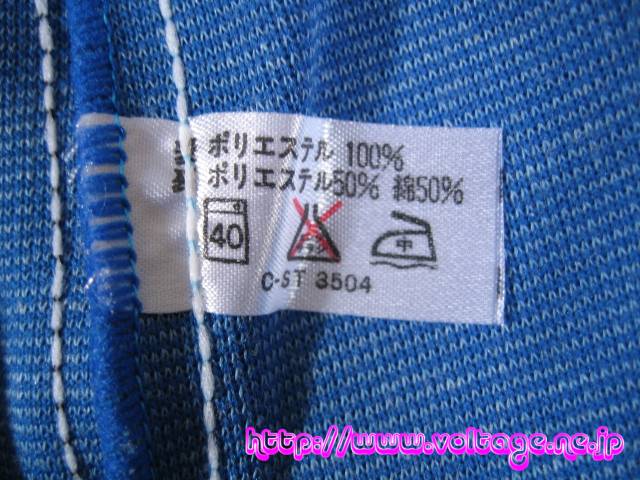 ポリエステル 100%
ポリエステル50% 綿50%
40
中
C-ST 3504
http://www.voltage.ne.jp